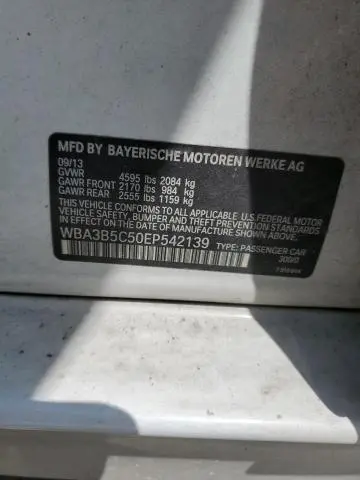 MFD BY BAYERISCHE MOTOREN WERKE AG
09/13
GVWR 4595 lbs 2084 kg
GAWR FRONT 2170 lbs 984 kg
GAWR REAR 2555 lbs 1159 kg
THIS VEHICLE CONFORMS TO ALL APPLICABLE U.S. FEDERAL MOTOR
VEHICLE SAFETY, BUMPER AND THEFT PREVENTION STANDARDS
IN EFFECT ON THE DATE OF MANUFACTURE SHOWN ABOVE.
WBA3B5C50EP542139 TYPE: PASSENGER CAR
300/0